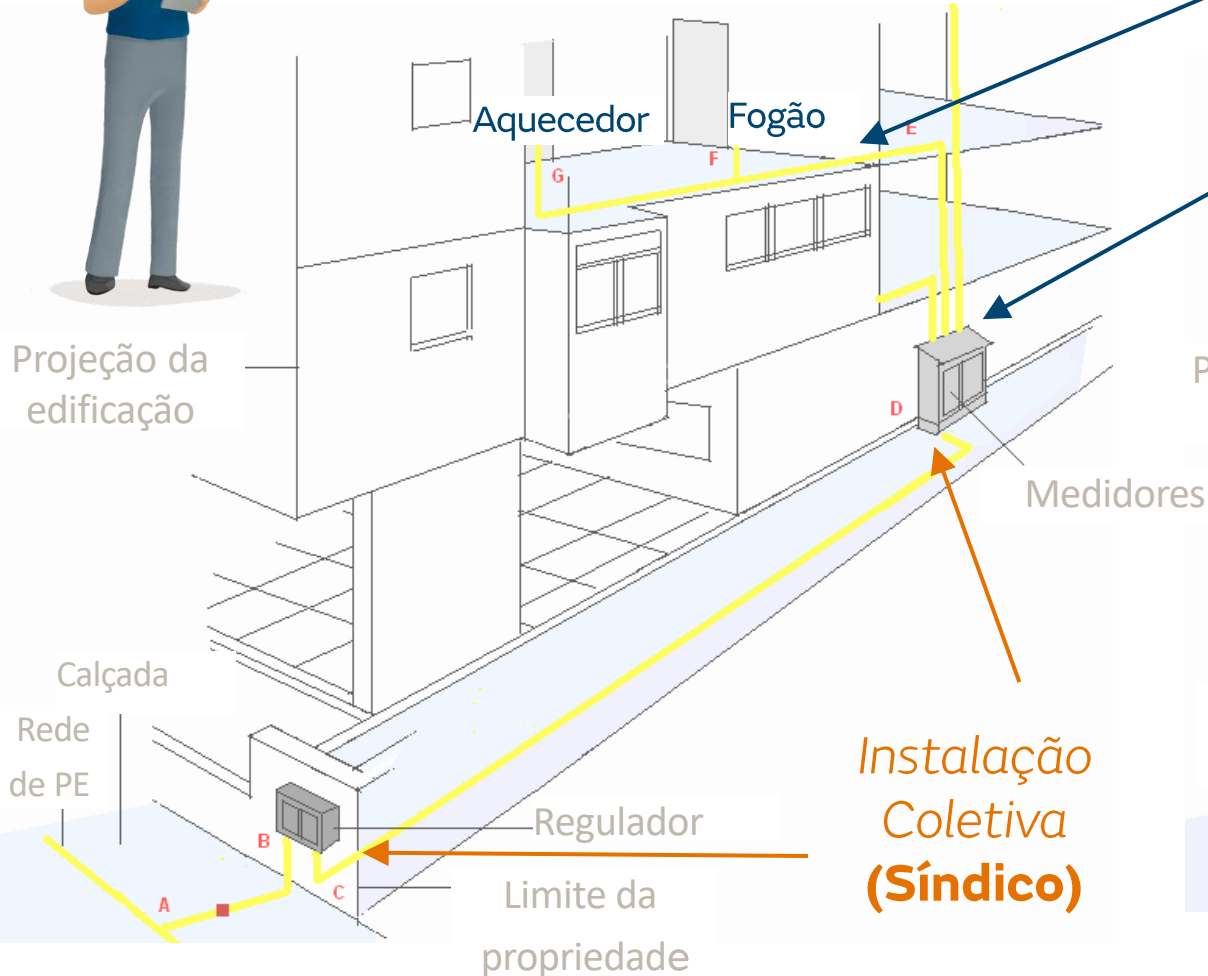 Aquecedor
Fogão
E
F
G
Projeção da
edificação
P
D
Medidores
Calçada
Rede
de PE
Instalação
Coletiva
(Síndico)
Regulador
B
C
A
Limite da
propriedade